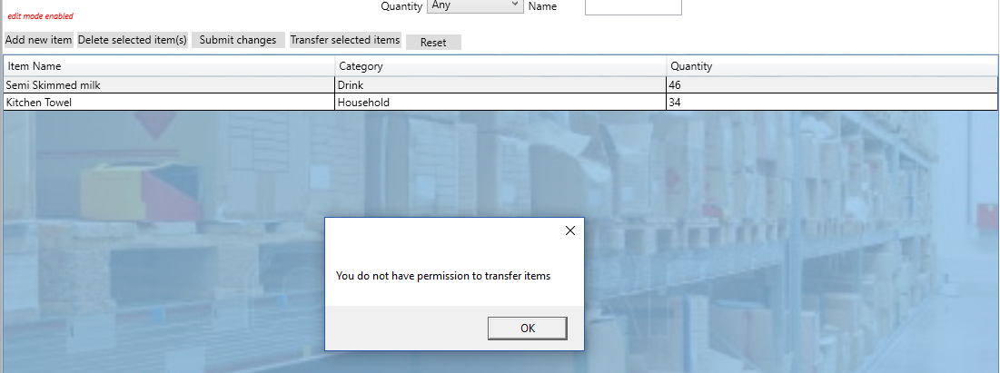 Quantity Any Name
edit mode enabled
Add new item Delete selected item(s) Submit changes Transfer selected items Reset
Item Name Category Quantity
Semi Skimmed milk Drink 46
Kitchen Towel Household 34
You do not have permission to transfer items
OK